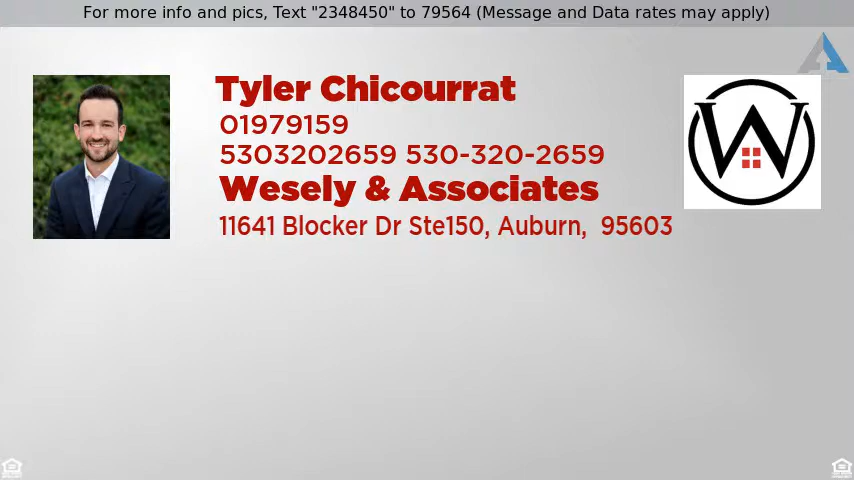 For more info and pics, Text "2348450" to 79564 (Message and Data rates may apply)
Tyler Chicourrat
01979159
5303202659 530-320-2659
Wesely & Associates
11641 Blocker Dr Ste150, Auburn,  95603
W